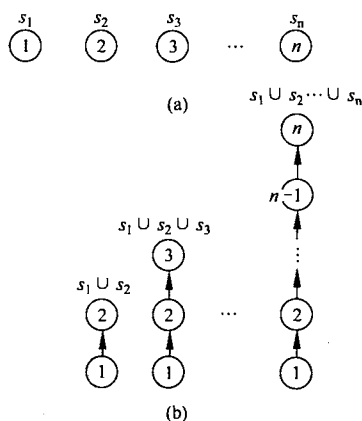 s₁ s₂ s₃ sₙ
1 2 3 ··· n
(a)
s₁ ∪ s₂ ··· ∪ sₙ
n
n−1
s₁ ∪ s₂ ∪ s₃
3 ⋮
s₁ ∪ s₂
2 2 ··· 2
1 1 1
(b)